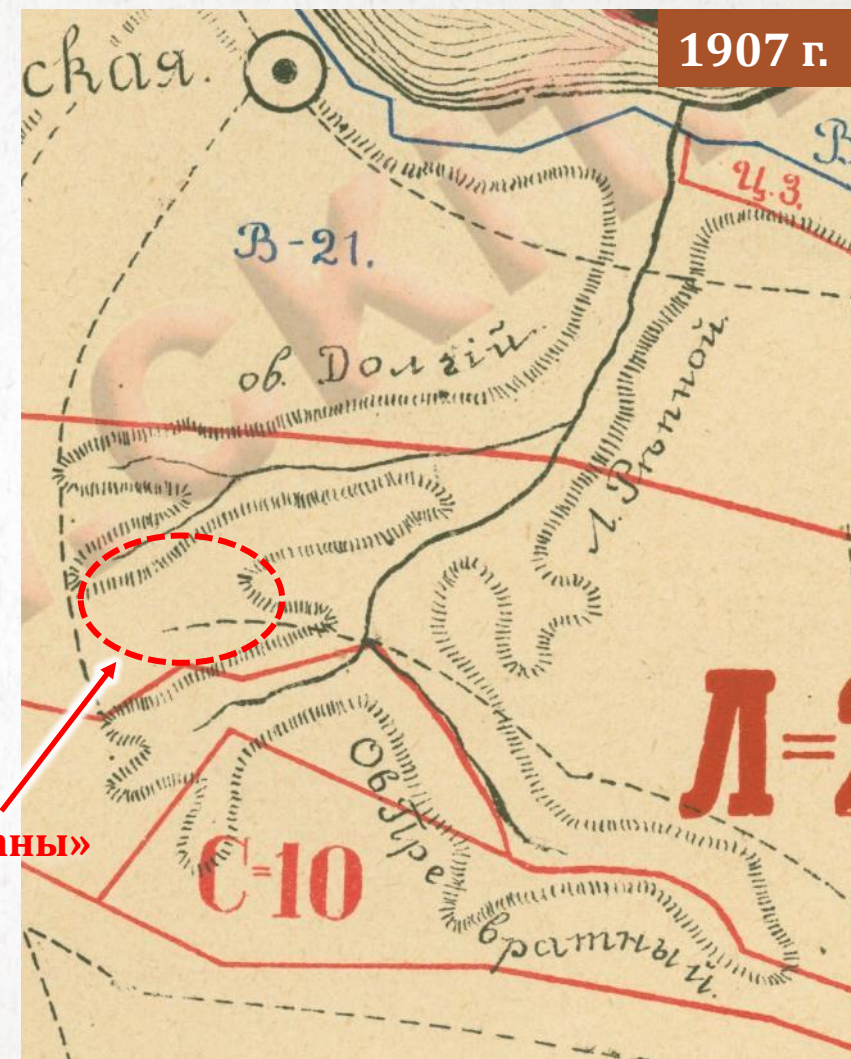 1907 г.
ская.
В
Ц.З.
В-21.
ов. Долгій.
Л. Рѣпной.
Л=2
аны»
С=10
Ов. Пре
вратный.